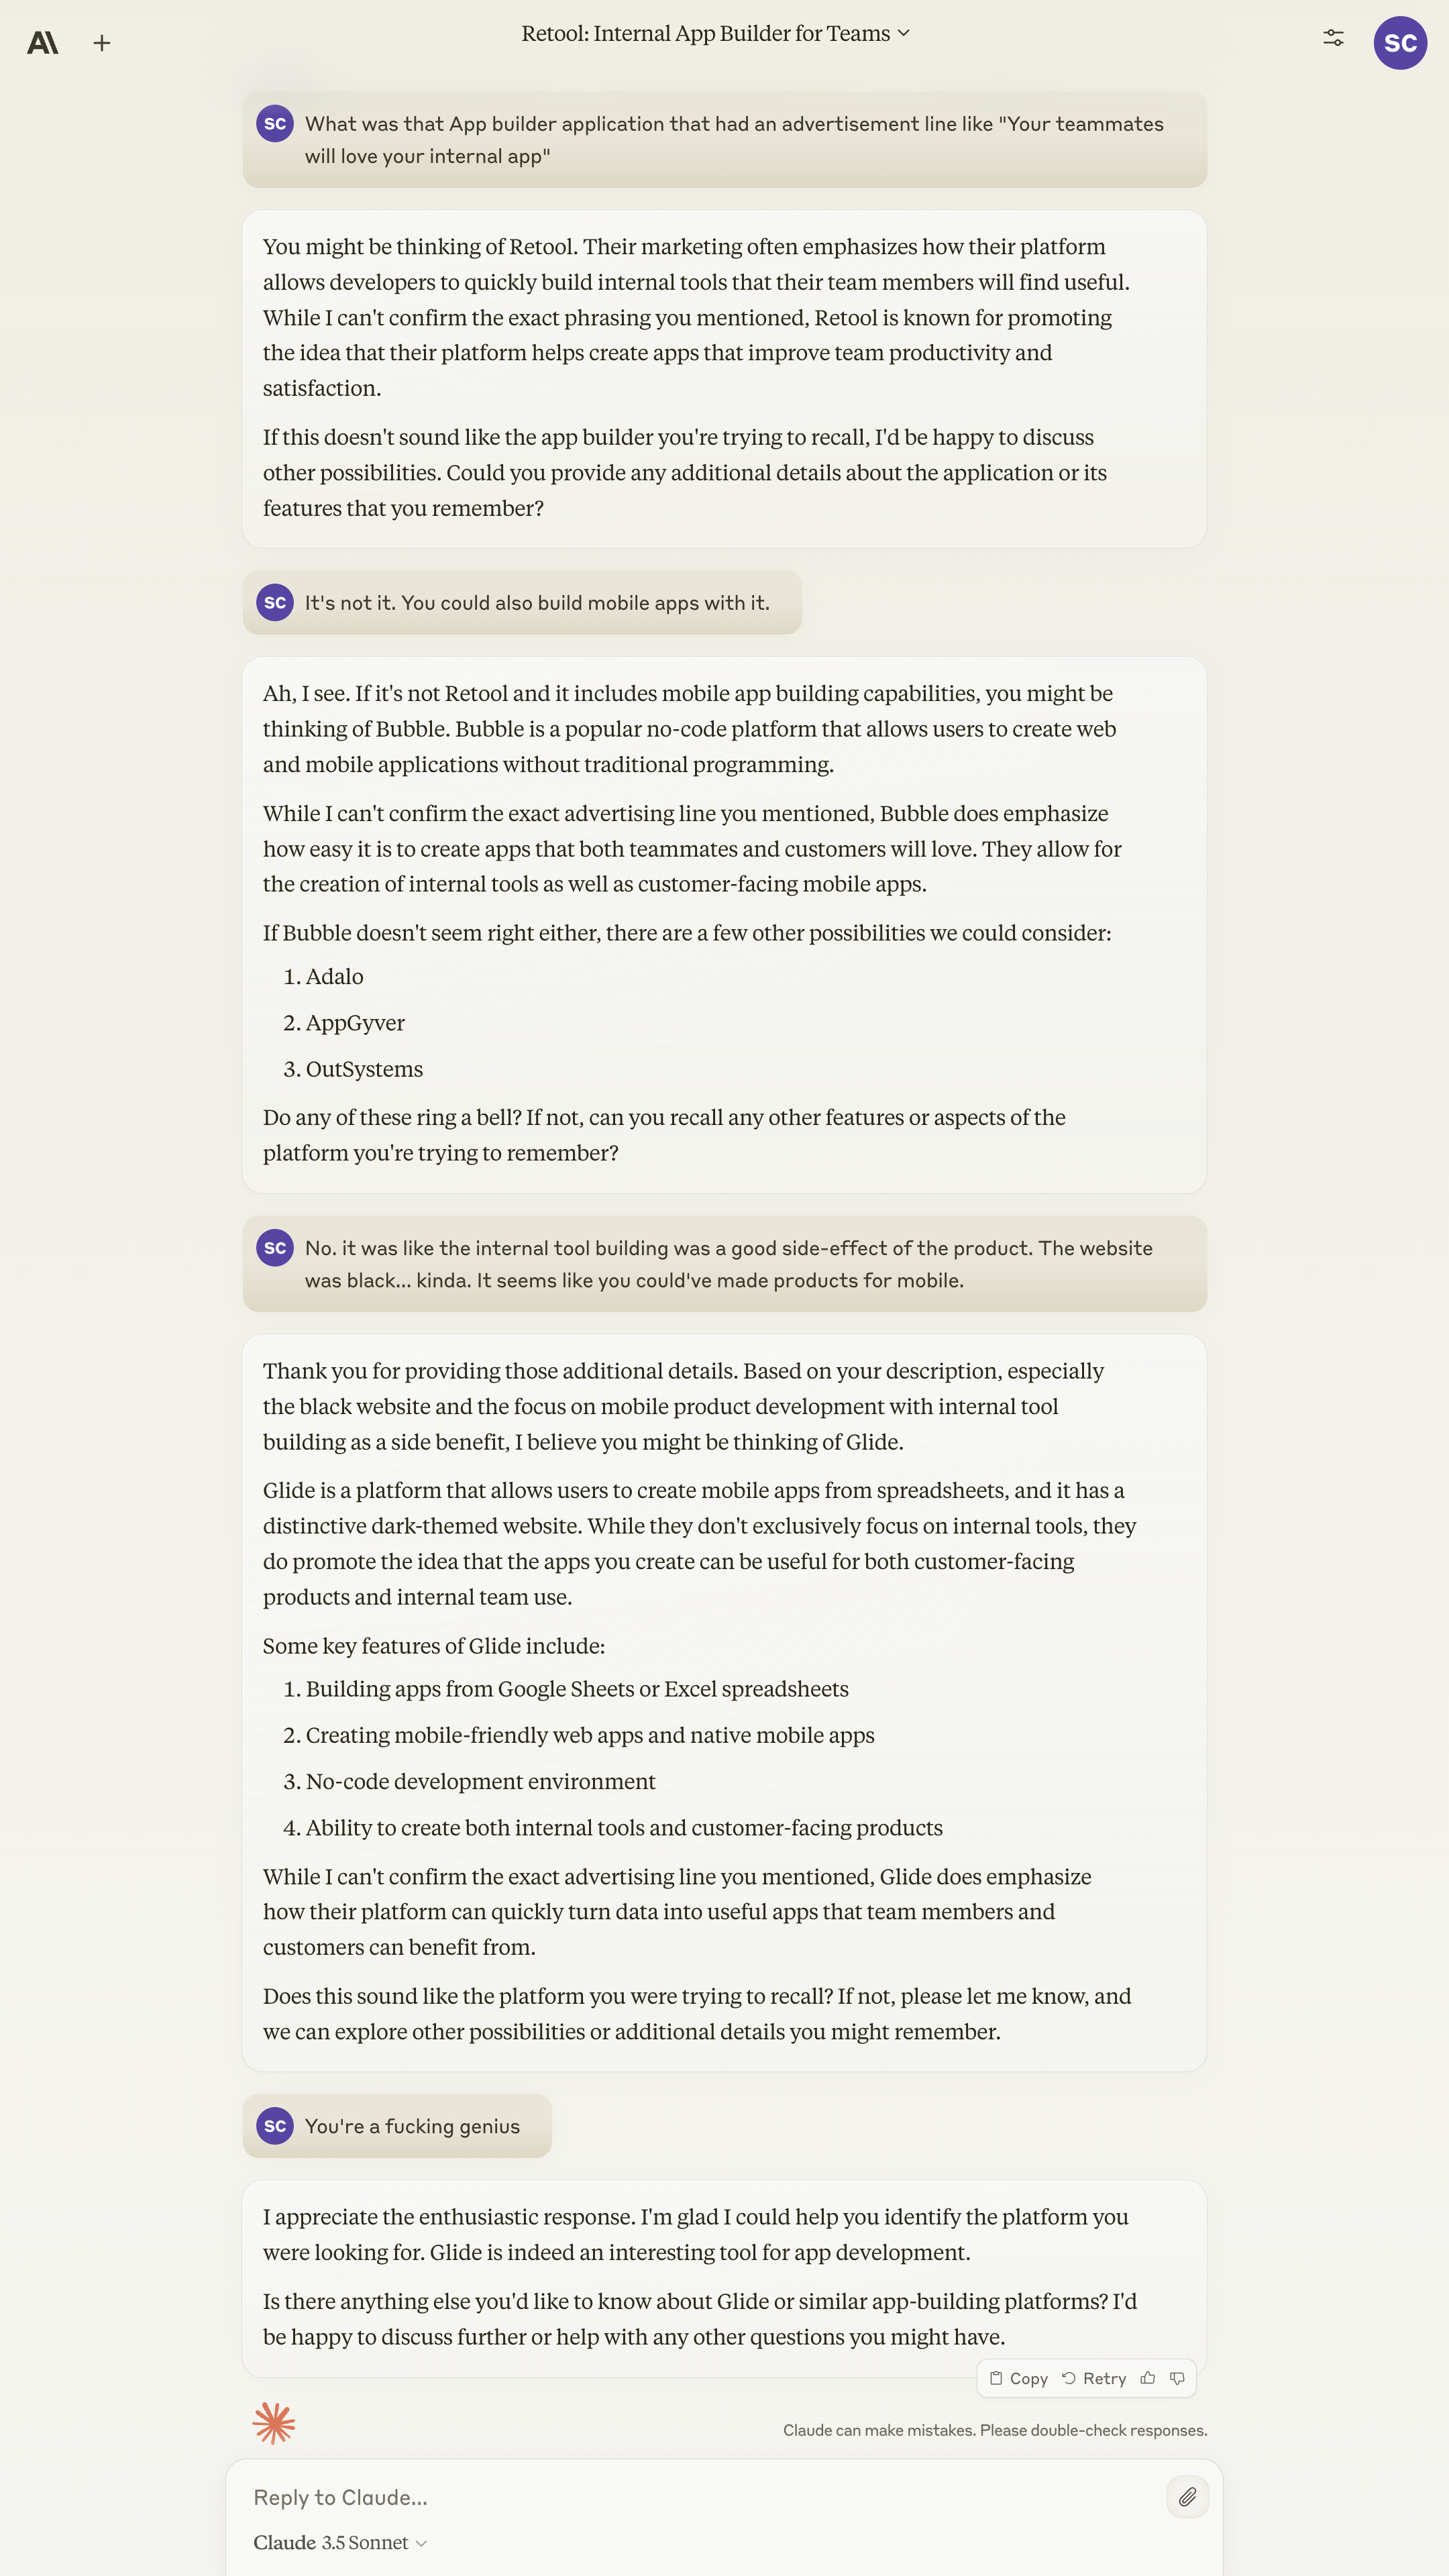 Retool: Internal App Builder for Teams
SC
SC
What was that App builder application that had an advertisement line like "Your teammates
will love your internal app"
You might be thinking of Retool. Their marketing often emphasizes how their platform
allows developers to quickly build internal tools that their team members will find useful.
While I can't confirm the exact phrasing you mentioned, Retool is known for promoting
the idea that their platform helps create apps that improve team productivity and
satisfaction.
If this doesn't sound like the app builder you're trying to recall, I'd be happy to discuss
other possibilities. Could you provide any additional details about the application or its
features that you remember?
SC
It's not it. You could also build mobile apps with it.
Ah, I see. If it's not Retool and it includes mobile app building capabilities, you might be
thinking of Bubble. Bubble is a popular no-code platform that allows users to create web
and mobile applications without traditional programming.
While I can't confirm the exact advertising line you mentioned, Bubble does emphasize
how easy it is to create apps that both teammates and customers will love. They allow for
the creation of internal tools as well as customer-facing mobile apps.
If Bubble doesn't seem right either, there are a few other possibilities we could consider:
1. Adalo
2. AppGyver
3. OutSystems
Do any of these ring a bell? If not, can you recall any other features or aspects of the
platform you're trying to remember?
SC
No. it was like the internal tool building was a good side-effect of the product. The website
was black... kinda. It seems like you could've made products for mobile.
Thank you for providing those additional details. Based on your description, especially
the black website and the focus on mobile product development with internal tool
building as a side benefit, I believe you might be thinking of Glide.
Glide is a platform that allows users to create mobile apps from spreadsheets, and it has a
distinctive dark-themed website. While they don't exclusively focus on internal tools, they
do promote the idea that the apps you create can be useful for both customer-facing
products and internal team use.
Some key features of Glide include:
1. Building apps from Google Sheets or Excel spreadsheets
2. Creating mobile-friendly web apps and native mobile apps
3. No-code development environment
4. Ability to create both internal tools and customer-facing products
While I can't confirm the exact advertising line you mentioned, Glide does emphasize
how their platform can quickly turn data into useful apps that team members and
customers can benefit from.
Does this sound like the platform you were trying to recall? If not, please let me know, and
we can explore other possibilities or additional details you might remember.
SC
You're a fucking genius
I appreciate the enthusiastic response. I'm glad I could help you identify the platform you
were looking for. Glide is indeed an interesting tool for app development.
Is there anything else you'd like to know about Glide or similar app-building platforms? I'd
be happy to discuss further or help with any other questions you might have.
Copy Retry
Claude can make mistakes. Please double-check responses.
Reply to Claude...
Claude 3.5 Sonnet